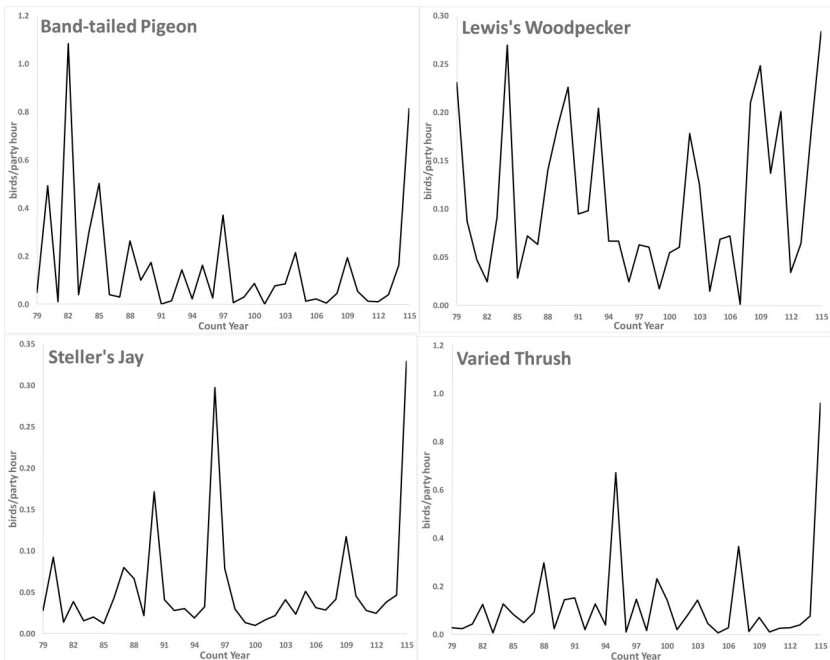 Band-tailed Pigeon
1.2
1.0
0.8
0.6
0.4
0.2
0.0
birds/party hour
79 82 85 88 91 94 97 100 103 106 109 112 115
Count Year
Lewis's Woodpecker
0.30
0.25
0.20
0.15
0.10
0.05
0.00
birds/party hour
79 82 85 88 91 94 96 99 102 105 109 112 115
Count Year
Steller's Jay
0.35
0.30
0.25
0.20
0.15
0.10
0.05
0.00
birds/party hour
79 82 85 88 91 94 97 100 103 106 109 112 115
Count Year
Varied Thrush
1.2
1.0
0.8
0.6
0.4
0.2
0.0
birds/party hour
79 82 85 88 91 94 97 100 103 106 109 112 115
Count Year